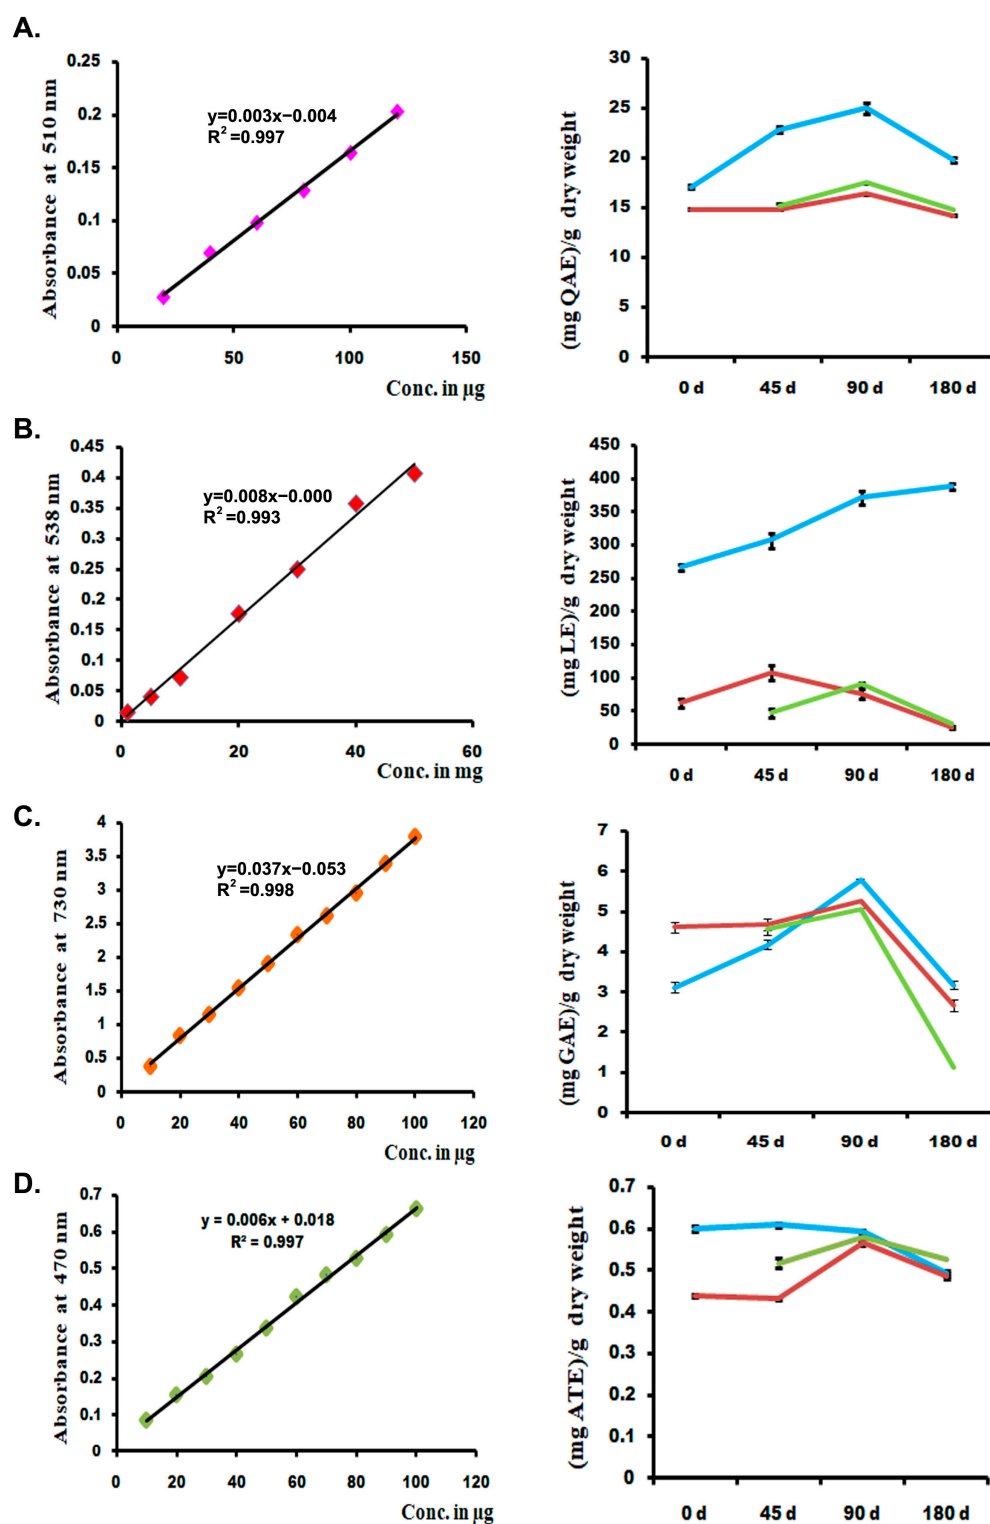 A.
Absorbance at 510 nm
0.25
0.2
0.15
0.1
0.05
0
y=0.003x−0.004
R²=0.997
0 50 100 150
Conc. in µg
(mg QAE)/g dry weight
30
25
20
15
10
5
0
0 d 45 d 90 d 180 d
B.
Absorbance at 538 nm
0.45
0.4
0.35
0.3
0.25
0.2
0.15
0.1
0.05
0
y=0.008x−0.000
R²=0.993
0 20 40 60
Conc. in mg
(mg LE)/g dry weight
450
400
350
300
250
200
150
100
50
0
0 d 45 d 90 d 180 d
C.
Absorbance at 730 nm
4
3.5
3
2.5
2
1.5
1
0.5
0
y=0.037x−0.053
R²=0.998
0 20 40 60 80 100 120
Conc. in µg
(mg GAE)/g dry weight
7
6
5
4
3
2
1
0
0 d 45 d 90 d 180 d
D.
Absorbance at 470 nm
0.7
0.6
0.5
0.4
0.3
0.2
0.1
0
y = 0.006x + 0.018
R² = 0.997
0 20 40 60 80 100 120
Conc. in µg
(mg ATE)/g dry weight
0.7
0.6
0.5
0.4
0.3
0.2
0.1
0
0 d 45 d 90 d 180 d